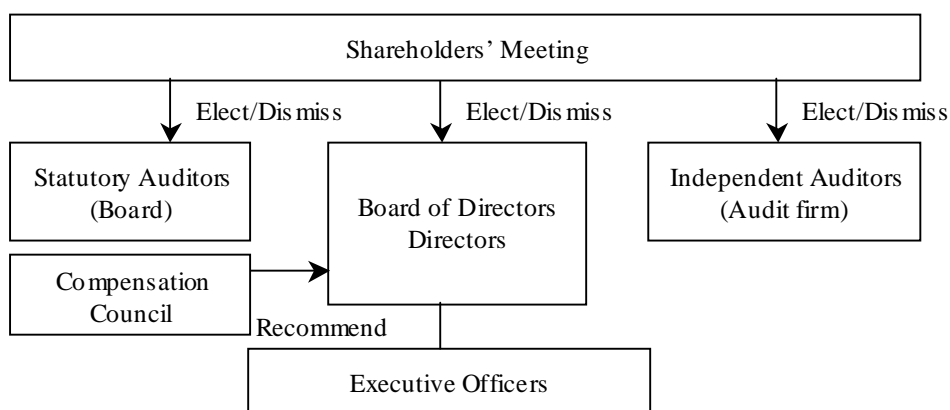 Shareholders' Meeting
Elect/Dismiss
Elect/Dismiss
Elect/Dismiss
Statutory Auditors
(Board)
Board of Directors
Directors
Independent Auditors
(Audit firm)
Compensation
Council
Recommend
Executive Officers